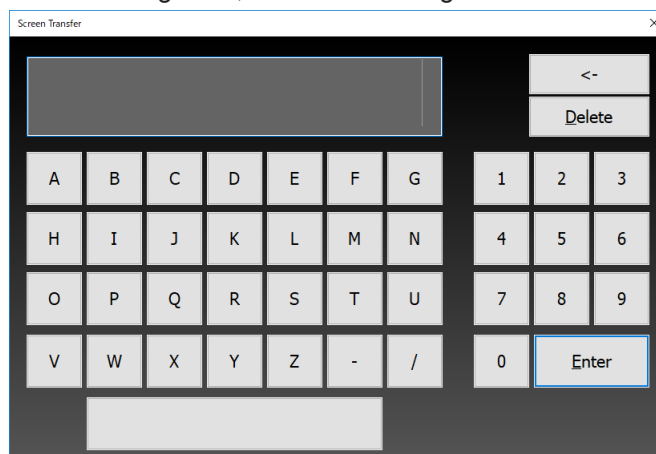 Screen Transfer
<-
Delete
A B C D E F G 1 2 3
H I J K L M N 4 5 6
O P Q R S T U 7 8 9
V W X Y Z - / 0 Enter